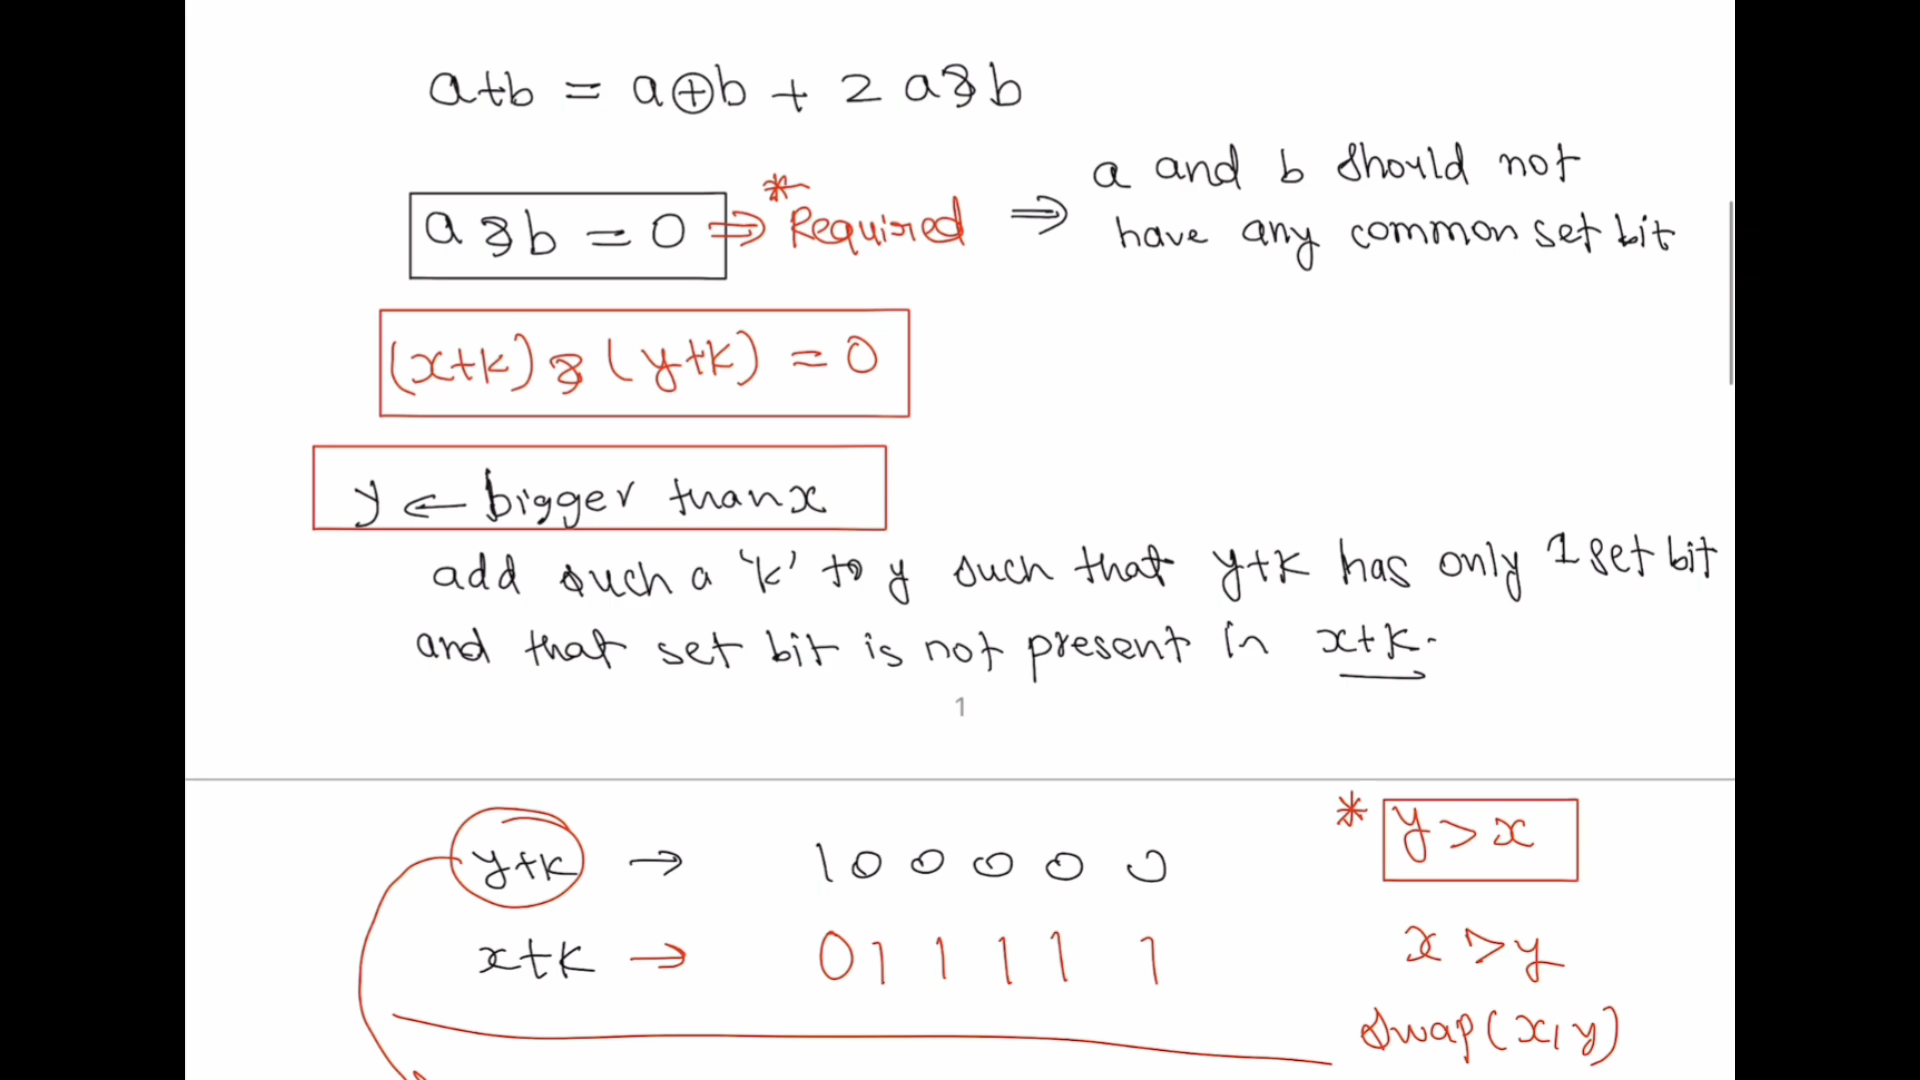 a+b = a⊕b + 2 a&b
a&b = 0 ⇒ *Required ⇒ a and b should not
have any common set bit
(x+k) & (y+k) = 0
y ← bigger than x
add such a 'k' to y such that y+k has only 1 set bit
and that set bit is not present in x+k.
1
y+k → 1 0 0 0 0 0
* y > x
x+k → 0 1 1 1 1 1
x > y
swap(x,y)